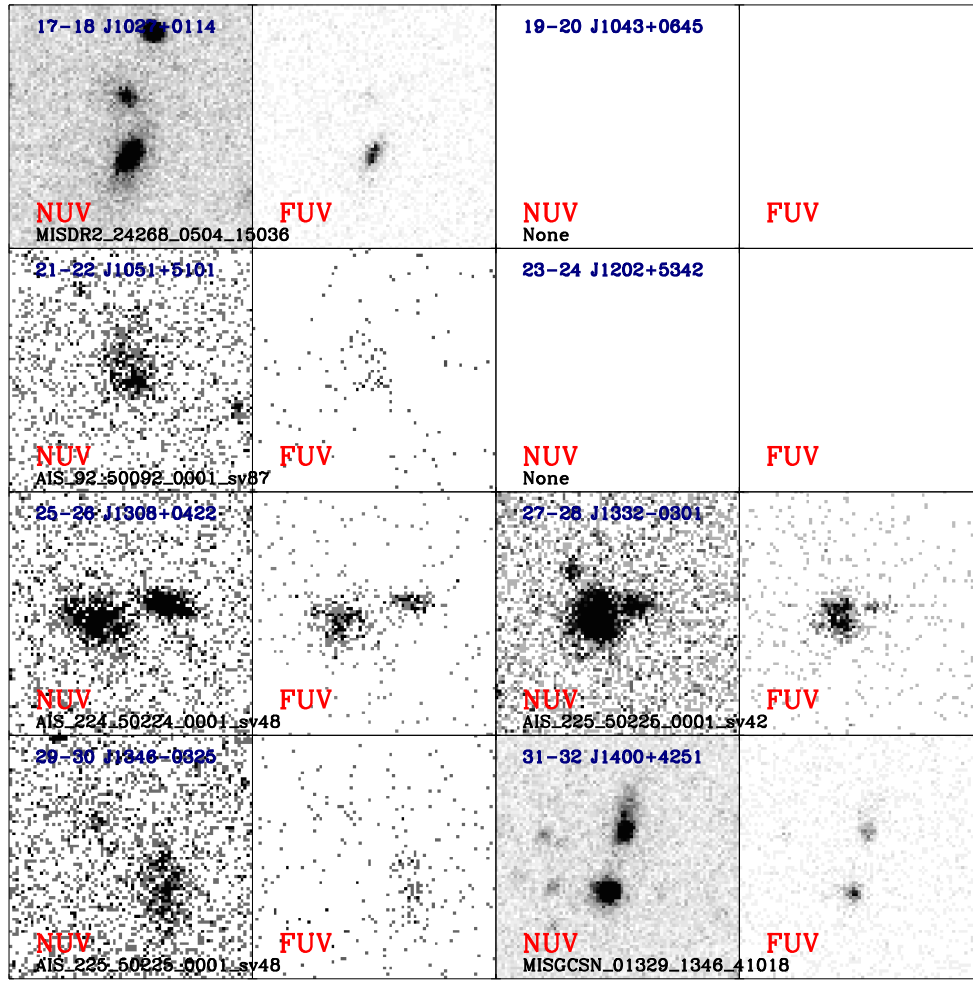 17-18 J1027+0114
NUV
FUV
MISDR2_24268_0504_15036
19-20 J1043+0645
NUV
FUV
None
21-22 J1051+5101
NUV
FUV
AIS_92_50092_0001_sv87
23-24 J1202+5342
NUV
FUV
None
25-26 J1308+0422
NUV
FUV
AIS_224_50224_0001_sv48
27-28 J1332-0301
NUV
FUV
AIS_225_50225_0001_sv42
29-30 J1346-0325
NUV
FUV
AIS_225_50225_0001_sv48
31-32 J1400+4251
NUV
FUV
MISGCSN_01329_1346_41018